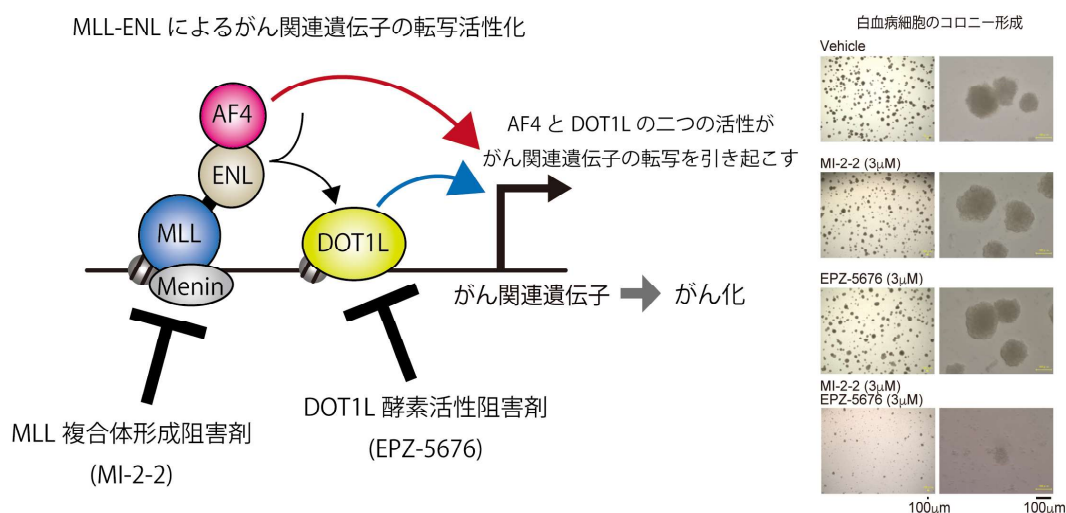 MLL-ENL によるがん関連遺伝子の転写活性化
AF4
ENL
MLL
Menin
DOT1L
AF4 と DOT1L の二つの活性が
がん関連遺伝子の転写を引き起こす
がん関連遺伝子
がん化
MLL 複合体形成阻害剤
(MI-2-2)
DOT1L 酵素活性阻害剤
(EPZ-5676)
白血病細胞のコロニー形成
Vehicle
MI-2-2 (3μM)
EPZ-5676 (3μM)
MI-2-2 (3μM)
EPZ-5676 (3μM)
100μm
100μm